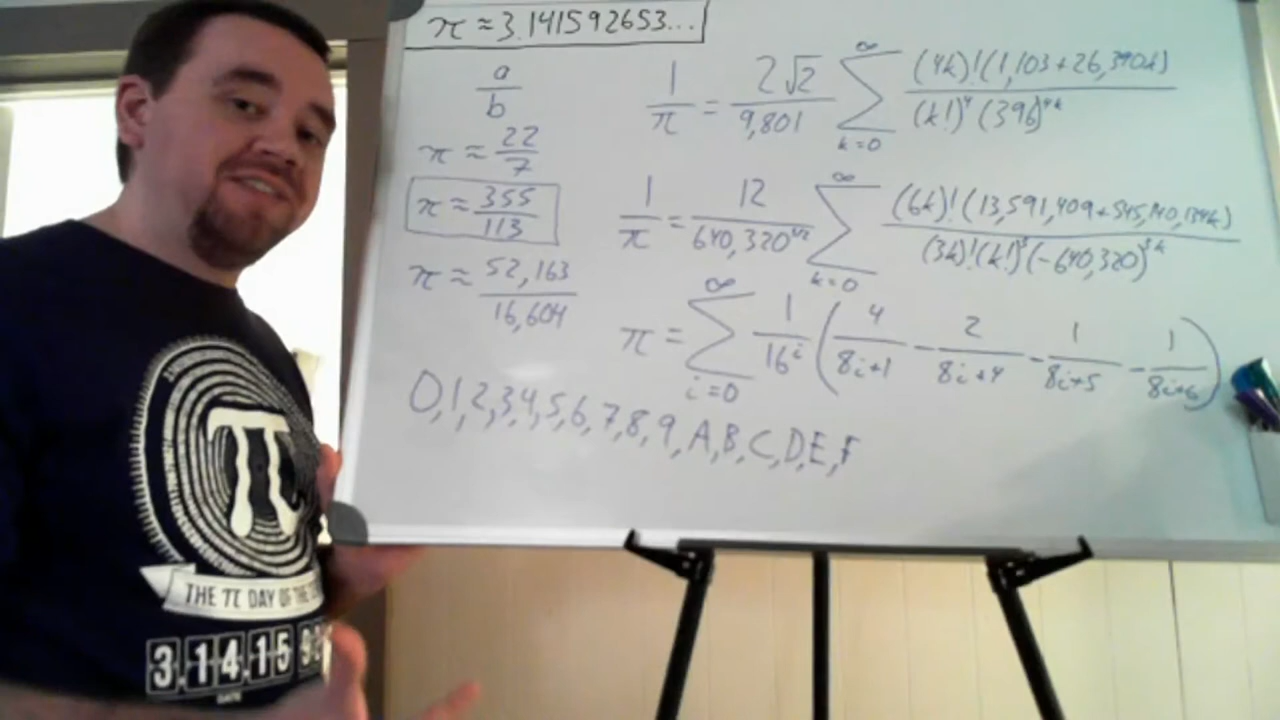 π ≈ 3.141592653...
a/b
π ≈ 22/7
π ≈ 355/113
π ≈ 52,163/16,604
1/π = 2√2/9,801 ∑ k=0 ∞ (4k)!(1,103+26,390k)/(k!)⁴(396)⁴ᵏ
1/π = 12/640,320³ᐟ² ∑ k=0 ∞ (6k)!(13,591,409+545,140,134k)/(3k)!(k!)³(-640,320)³ᵏ
π = ∑ i=0 ∞ 1/16ⁱ (4/8i+1 - 2/8i+4 - 1/8i+5 - 1/8i+6)
0,1,2,3,4,5,6,7,8,9,A,B,C,D,E,F
π
THE π DAY OF THE
3.14.15 9
DATE